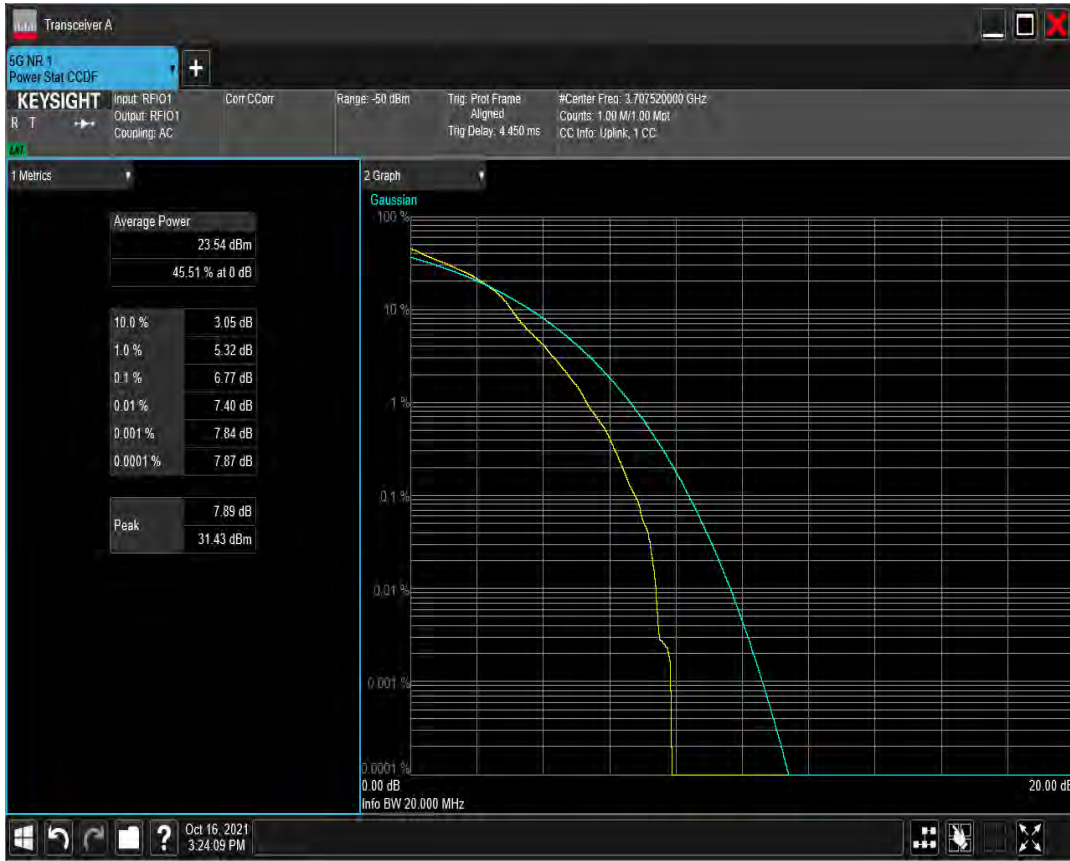 Transceiver A
5G NR 1
Power Stat CCDF
+
KEYSIGHT
R T
LXI
Input: RFIO1
Output: RFIO1
Coupling: AC
Corr CCorr
Range: -50 dBm
Trig: Prot Frame
Aligned
Trig Delay: 4.450 ms
#Center Freq: 3.707520000 GHz
Counts: 1.00 M/1.00 Mpt
CC Info: Uplink, 1 CC
1 Metrics
Average Power
23.54 dBm
45.51 % at 0 dB
10.0 % 3.05 dB
1.0 % 5.32 dB
0.1 % 6.77 dB
0.01 % 7.40 dB
0.001 % 7.84 dB
0.0001 % 7.87 dB
Peak
7.89 dB
31.43 dBm
2 Graph
Gaussian
100 %
10 %
1 %
0.1 %
0.01 %
0.001 %
0.0001 %
0.00 dB
20.00 dB
Info BW 20.000 MHz
?
Oct 16, 2021
3:24:09 PM